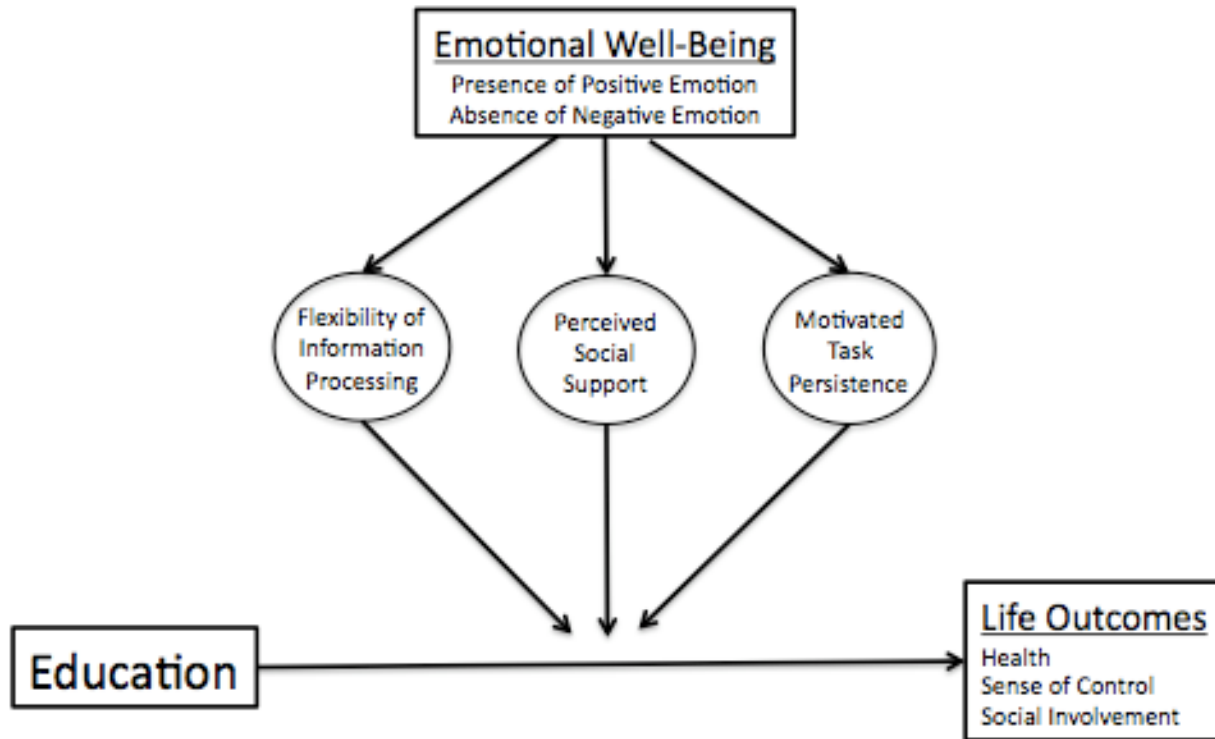 Emotional Well-Being
Presence of Positive Emotion
Absence of Negative Emotion
Flexibility of
Information
Processing
Perceived
Social
Support
Motivated
Task
Persistence
Education
Life Outcomes
Health
Sense of Control
Social Involvement